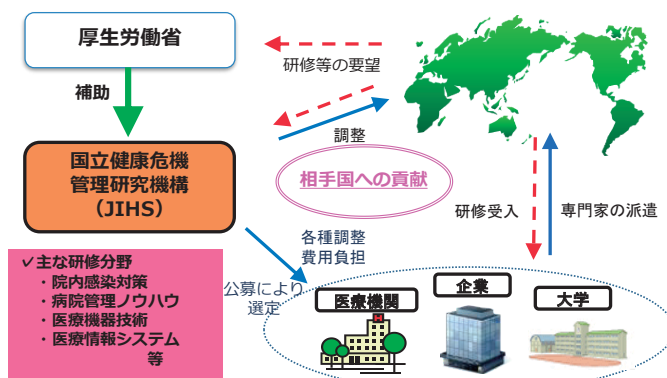 厚生労働省
研修等の要望
補助
調整
国立健康危機
管理研究機構
（JIHS）
相手国への貢献
研修受入
専門家の派遣
各種調整
費用負担
✓主な研修分野
・院内感染対策
・病院管理ノウハウ
・医療機器技術
・医療情報システム
等
公募により
選定
医療機関
企業
大学